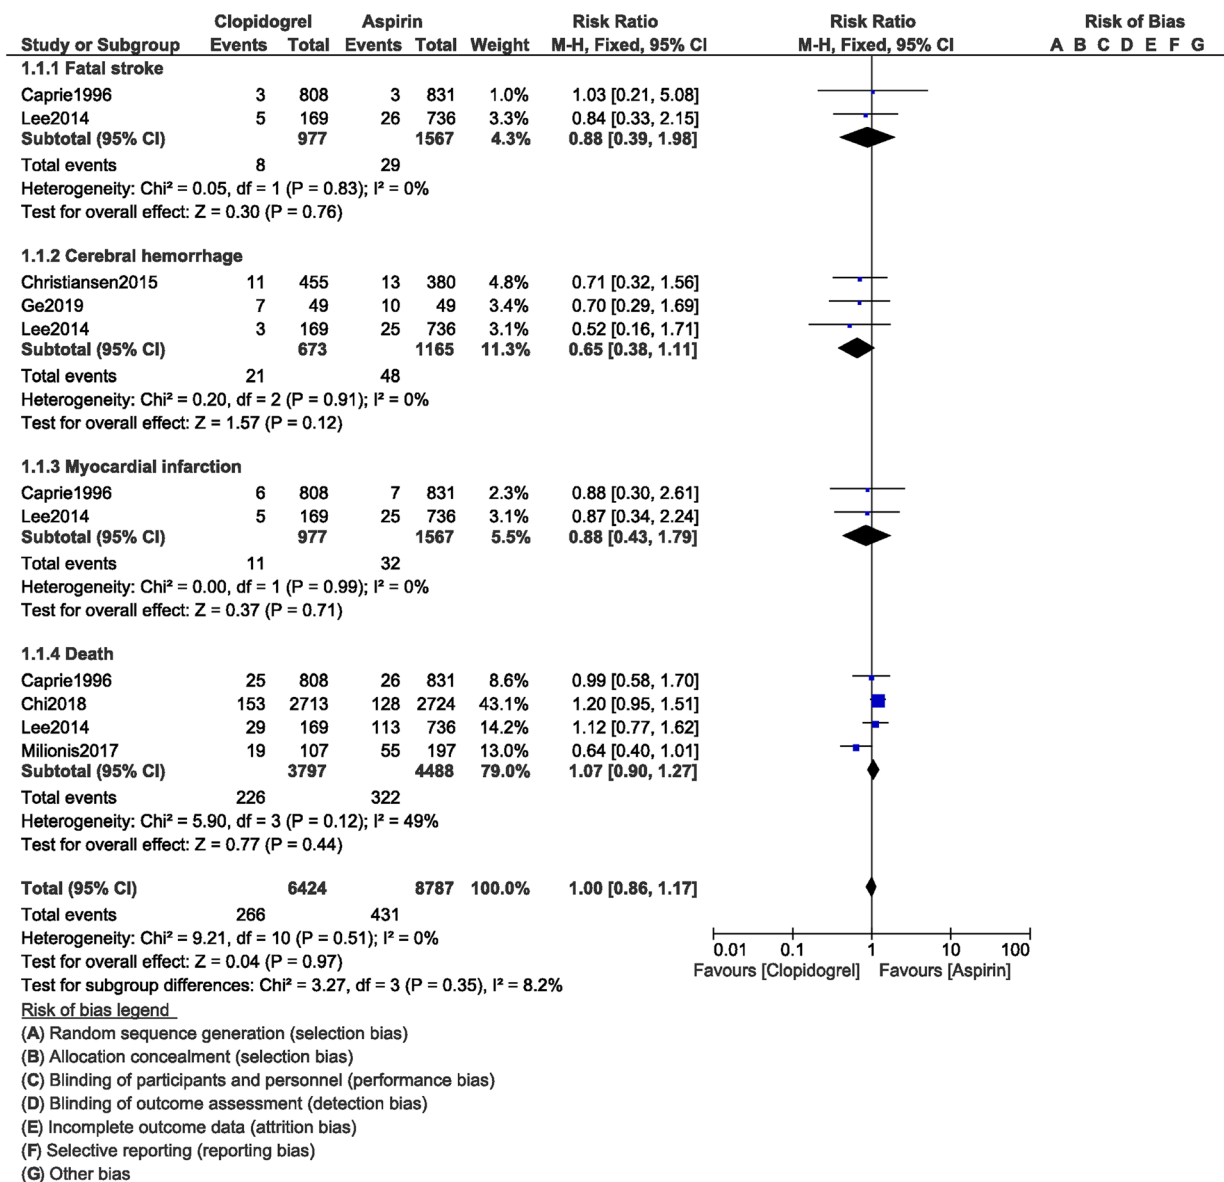 Clopidogrel Aspirin Risk Ratio Risk Ratio Risk of Bias
Study or Subgroup Events Total Events Total Weight M-H, Fixed, 95% CI M-H, Fixed, 95% CI A B C D E F G
1.1.1 Fatal stroke
Caprie1996 3 808 3 831 1.0% 1.03 [0.21, 5.08]
Lee2014 5 169 26 736 3.3% 0.84 [0.33, 2.15]
Subtotal (95% CI) 977 1567 4.3% 0.88 [0.39, 1.98]
Total events 8 29
Heterogeneity: Chi² = 0.05, df = 1 (P = 0.83); I² = 0%
Test for overall effect: Z = 0.30 (P = 0.76)
1.1.2 Cerebral hemorrhage
Christiansen2015 11 455 13 380 4.8% 0.71 [0.32, 1.56]
Ge2019 7 49 10 49 3.4% 0.70 [0.29, 1.69]
Lee2014 3 169 25 736 3.1% 0.52 [0.16, 1.71]
Subtotal (95% CI) 673 1165 11.3% 0.65 [0.38, 1.11]
Total events 21 48
Heterogeneity: Chi² = 0.20, df = 2 (P = 0.91); I² = 0%
Test for overall effect: Z = 1.57 (P = 0.12)
1.1.3 Myocardial infarction
Caprie1996 6 808 7 831 2.3% 0.88 [0.30, 2.61]
Lee2014 5 169 25 736 3.1% 0.87 [0.34, 2.24]
Subtotal (95% CI) 977 1567 5.5% 0.88 [0.43, 1.79]
Total events 11 32
Heterogeneity: Chi² = 0.00, df = 1 (P = 0.99); I² = 0%
Test for overall effect: Z = 0.37 (P = 0.71)
1.1.4 Death
Caprie1996 25 808 26 831 8.6% 0.99 [0.58, 1.70]
Chi2018 153 2713 128 2724 43.1% 1.20 [0.95, 1.51]
Lee2014 29 169 113 736 14.2% 1.12 [0.77, 1.62]
Milionis2017 19 107 55 197 13.0% 0.64 [0.40, 1.01]
Subtotal (95% CI) 3797 4488 79.0% 1.07 [0.90, 1.27]
Total events 226 322
Heterogeneity: Chi² = 5.90, df = 3 (P = 0.12); I² = 49%
Test for overall effect: Z = 0.77 (P = 0.44)
Total (95% CI) 6424 8787 100.0% 1.00 [0.86, 1.17]
Total events 266 431
Heterogeneity: Chi² = 9.21, df = 10 (P = 0.51); I² = 0%
Test for overall effect: Z = 0.04 (P = 0.97)
Test for subgroup differences: Chi² = 3.27, df = 3 (P = 0.35), I² = 8.2%
0.01 0.1 1 10 100
Favours [Clopidogrel] Favours [Aspirin]
Risk of bias legend
(A) Random sequence generation (selection bias)
(B) Allocation concealment (selection bias)
(C) Blinding of participants and personnel (performance bias)
(D) Blinding of outcome assessment (detection bias)
(E) Incomplete outcome data (attrition bias)
(F) Selective reporting (reporting bias)
(G) Other bias